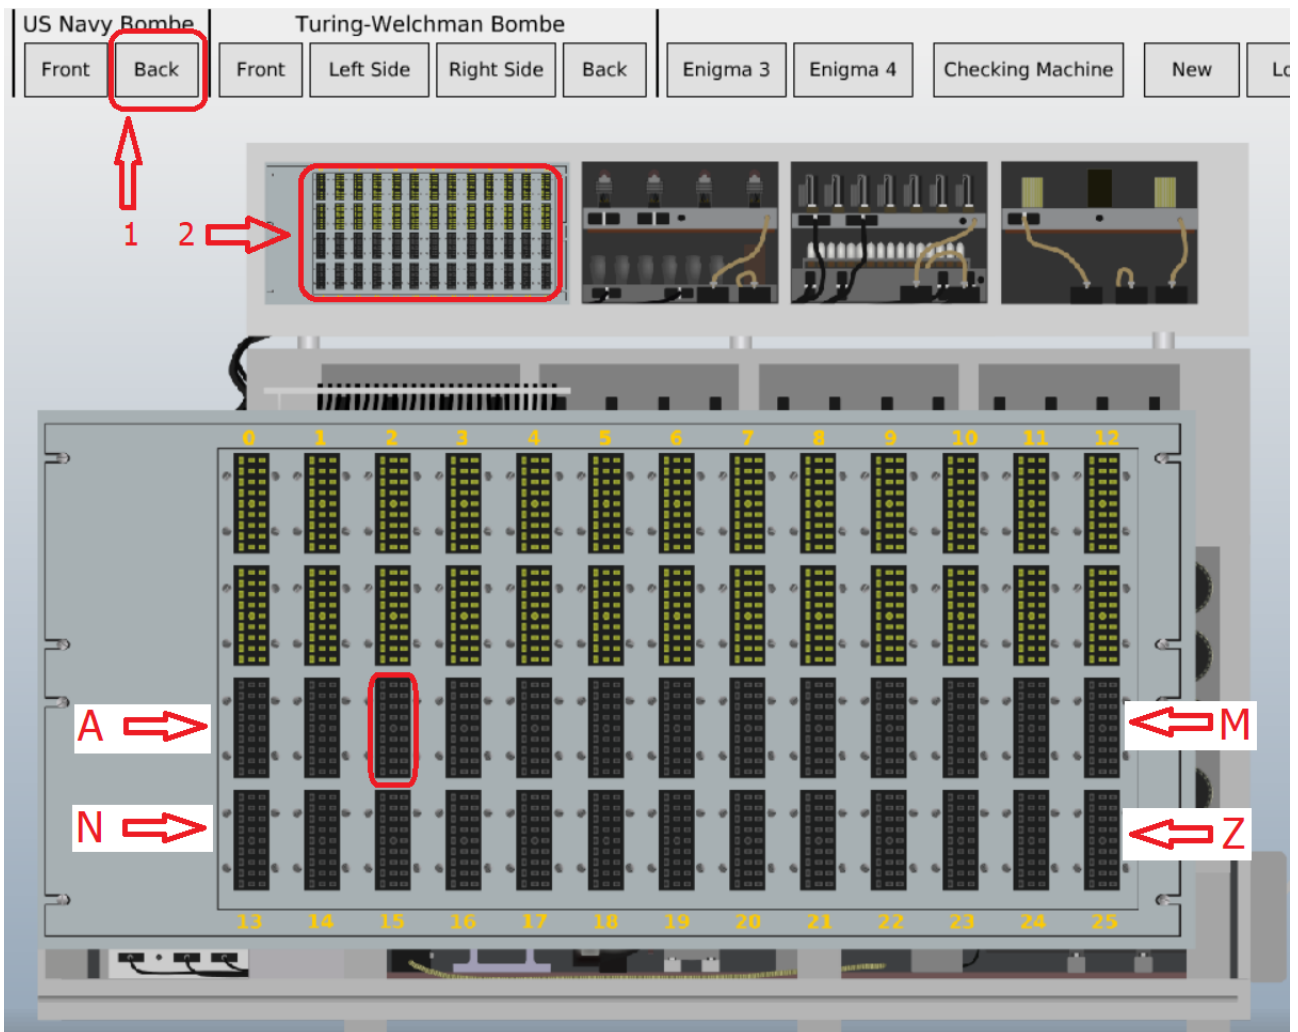 US Navy Bombe Turing-Welchman Bombe
Front Back Front Left Side Right Side Back Enigma 3 Enigma 4 Checking Machine New Lo
1 2
0 1 2 3 4 5 6 7 8 9 10 11 12
A M
N Z
13 14 15 16 17 18 19 20 21 22 23 24 25